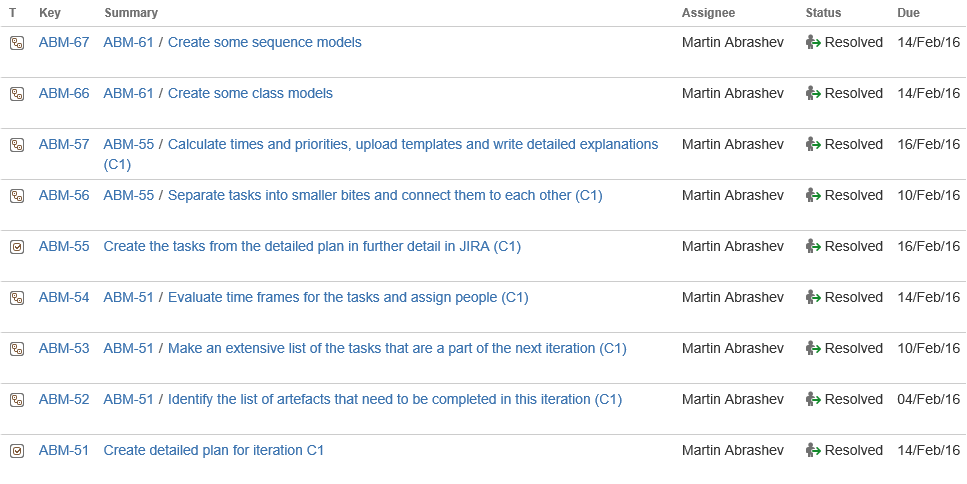 T Key Summary Assignee Status Due
ABM-67 ABM-61 / Create some sequence models Martin Abrashev Resolved 14/Feb/16
ABM-66 ABM-61 / Create some class models Martin Abrashev Resolved 14/Feb/16
ABM-57 ABM-55 / Calculate times and priorities, upload templates and write detailed explanations Martin Abrashev Resolved 16/Feb/16
(C1)
ABM-56 ABM-55 / Separate tasks into smaller bites and connect them to each other (C1) Martin Abrashev Resolved 10/Feb/16
ABM-55 Create the tasks from the detailed plan in further detail in JIRA (C1) Martin Abrashev Resolved 16/Feb/16
ABM-54 ABM-51 / Evaluate time frames for the tasks and assign people (C1) Martin Abrashev Resolved 14/Feb/16
ABM-53 ABM-51 / Make an extensive list of the tasks that are a part of the next iteration (C1) Martin Abrashev Resolved 10/Feb/16
ABM-52 ABM-51 / Identify the list of artefacts that need to be completed in this iteration (C1) Martin Abrashev Resolved 04/Feb/16
ABM-51 Create detailed plan for iteration C1 Martin Abrashev Resolved 14/Feb/16